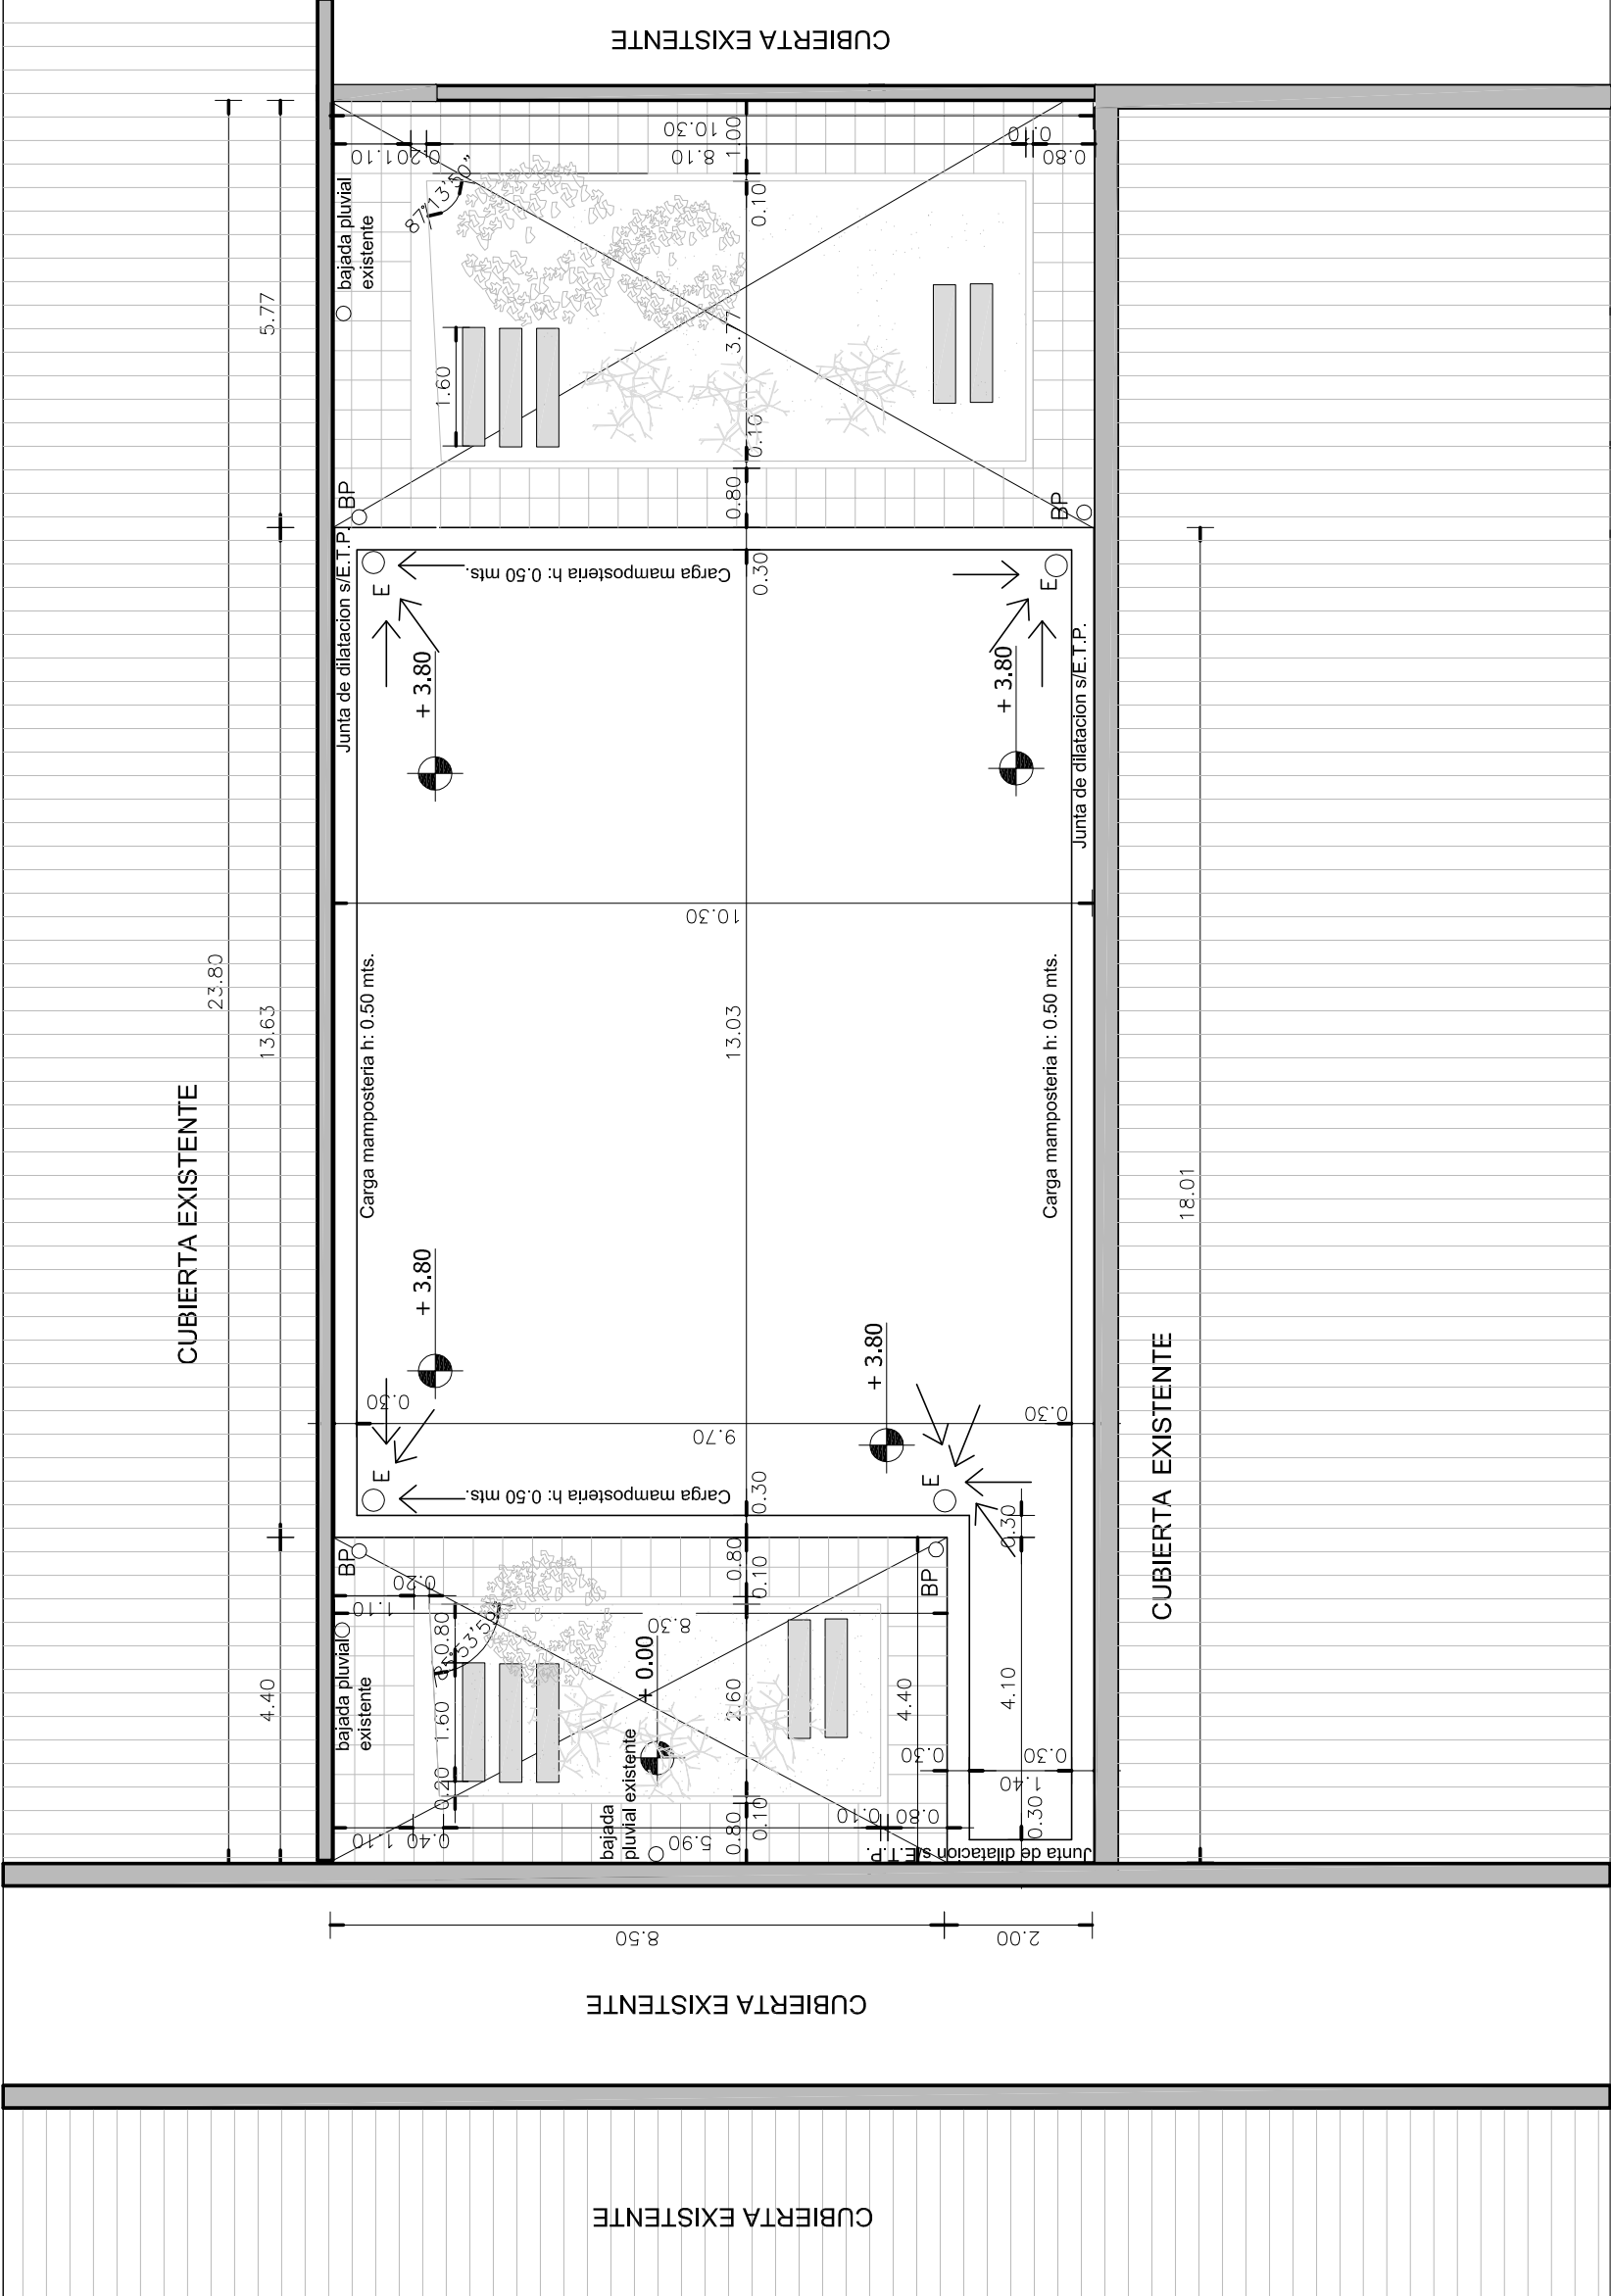 CUBIERTA EXISTENTE
10.30
1.00
0.10
1.10
0.20
8.10
0.80
87°13'50"
bajada pluvial
existente
0.10
5.77
3.77
1.60
0.10
0.80
BP
BP
Junta de dilatacion s/E.T.P.
Carga mamposteria h: 0.50 mts.
0.30
E
E
+ 3.80
+ 3.80
Junta de dilatacion s/E.T.P.
10.30
23.80
13.63
13.03
Carga mamposteria h: 0.50 mts.
Carga mamposteria h: 0.50 mts.
CUBIERTA EXISTENTE
18.01
+ 3.80
+ 3.80
0.30
0.30
9.70
CUBIERTA EXISTENTE
E
E
Carga mamposteria h: 0.50 mts.
0.30
0.30
BP
BP
0.80
0.10
0.20
1.10
8.30
0.80
bajada pluvial
existente
+ 0.00
4.40
1.60
2.60
4.40
4.10
0.30
0.30
1.40
0.20
bajada
pluvial existente
0.80
0.10
0.10
0.80
0.30
1.10
0.40
5.90
Junta de dilatacion s/E.T.P.
8.50
2.00
CUBIERTA EXISTENTE
CUBIERTA EXISTENTE